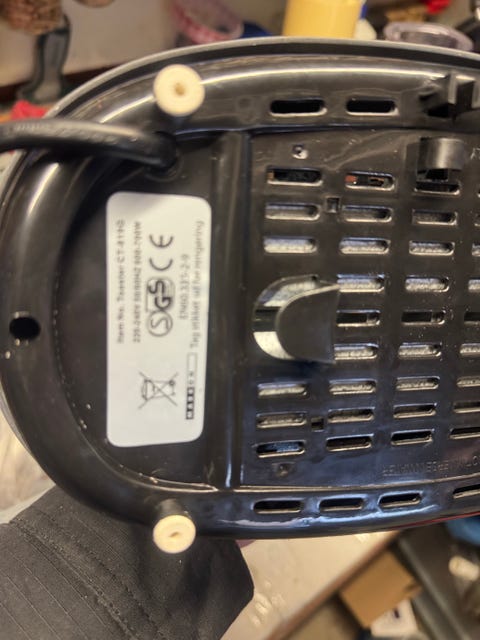 Item No. Toaster CT-819G
220-240V 50/60HZ 600-700W
SGS CE
EN60 335-2-9
Tag stikket ud før rengøring